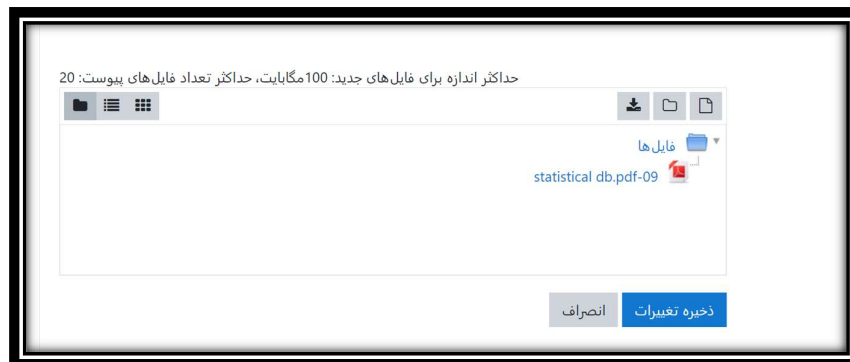 حداکثر اندازه برای فایل‌های جدید: 100مگابایت، حداکثر تعداد فایل‌های پیوست: 20
فایل‌ها
statistical db.pdf-09
ذخیره تغییرات
انصراف